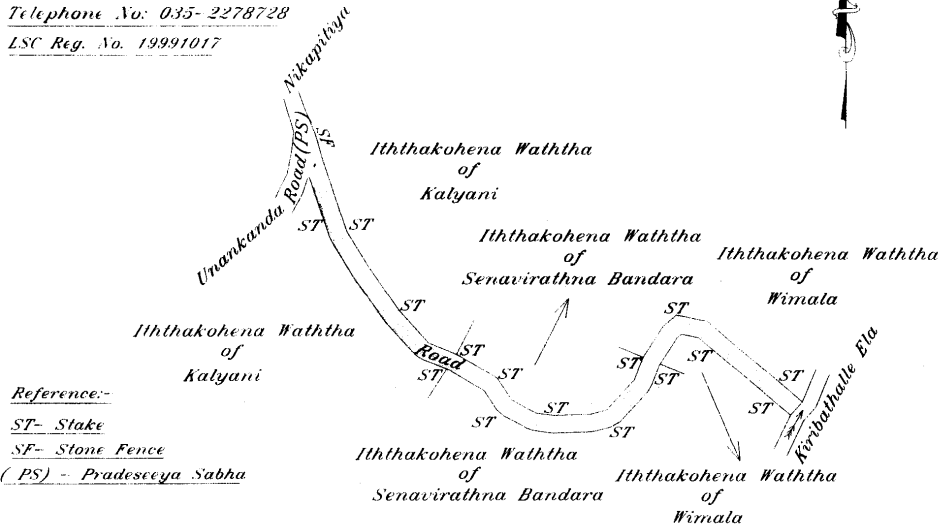 Telephone No: 035-2278728
LSC Reg. No. 19991017
Nikapitiya
SF
Unankanda Road(PS)
Iththakohena Waththa
of
Kalyani
ST
ST
Iththakohena Waththa
of
Senavirathna Bandara
Iththakohena Waththa
of
Wimala
ST
ST
Iththakohena Waththa
of
Kalyani
Road
ST
ST
ST
ST
ST
ST
ST
ST
ST
ST
ST
ST
Kiribathalle Ela
Reference:-
ST- Stake
SF- Stone Fence
( PS) - Pradeseeya Sabha
Iththakohena Waththa
of
Senavirathna Bandara
Iththakohena Waththa
of
Wimala